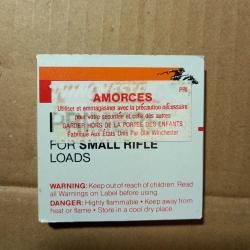 PRI
AMORCES
Utiliser et emmagasiner avec la précaution nécessaire
pour votre sécurité et celle des autres
GARDER HORS DE LA PORTÉE DES ENFANTS
Fabriqué Aux États Unis Par Olin Winchester
FOR SMALL RIFLE
LOADS
WARNING: Keep out of reach of children. Read
all Warnings on Label before using.
DANGER: Highly flammable • Keep away from
heat or flame • Store in a cool dry place.